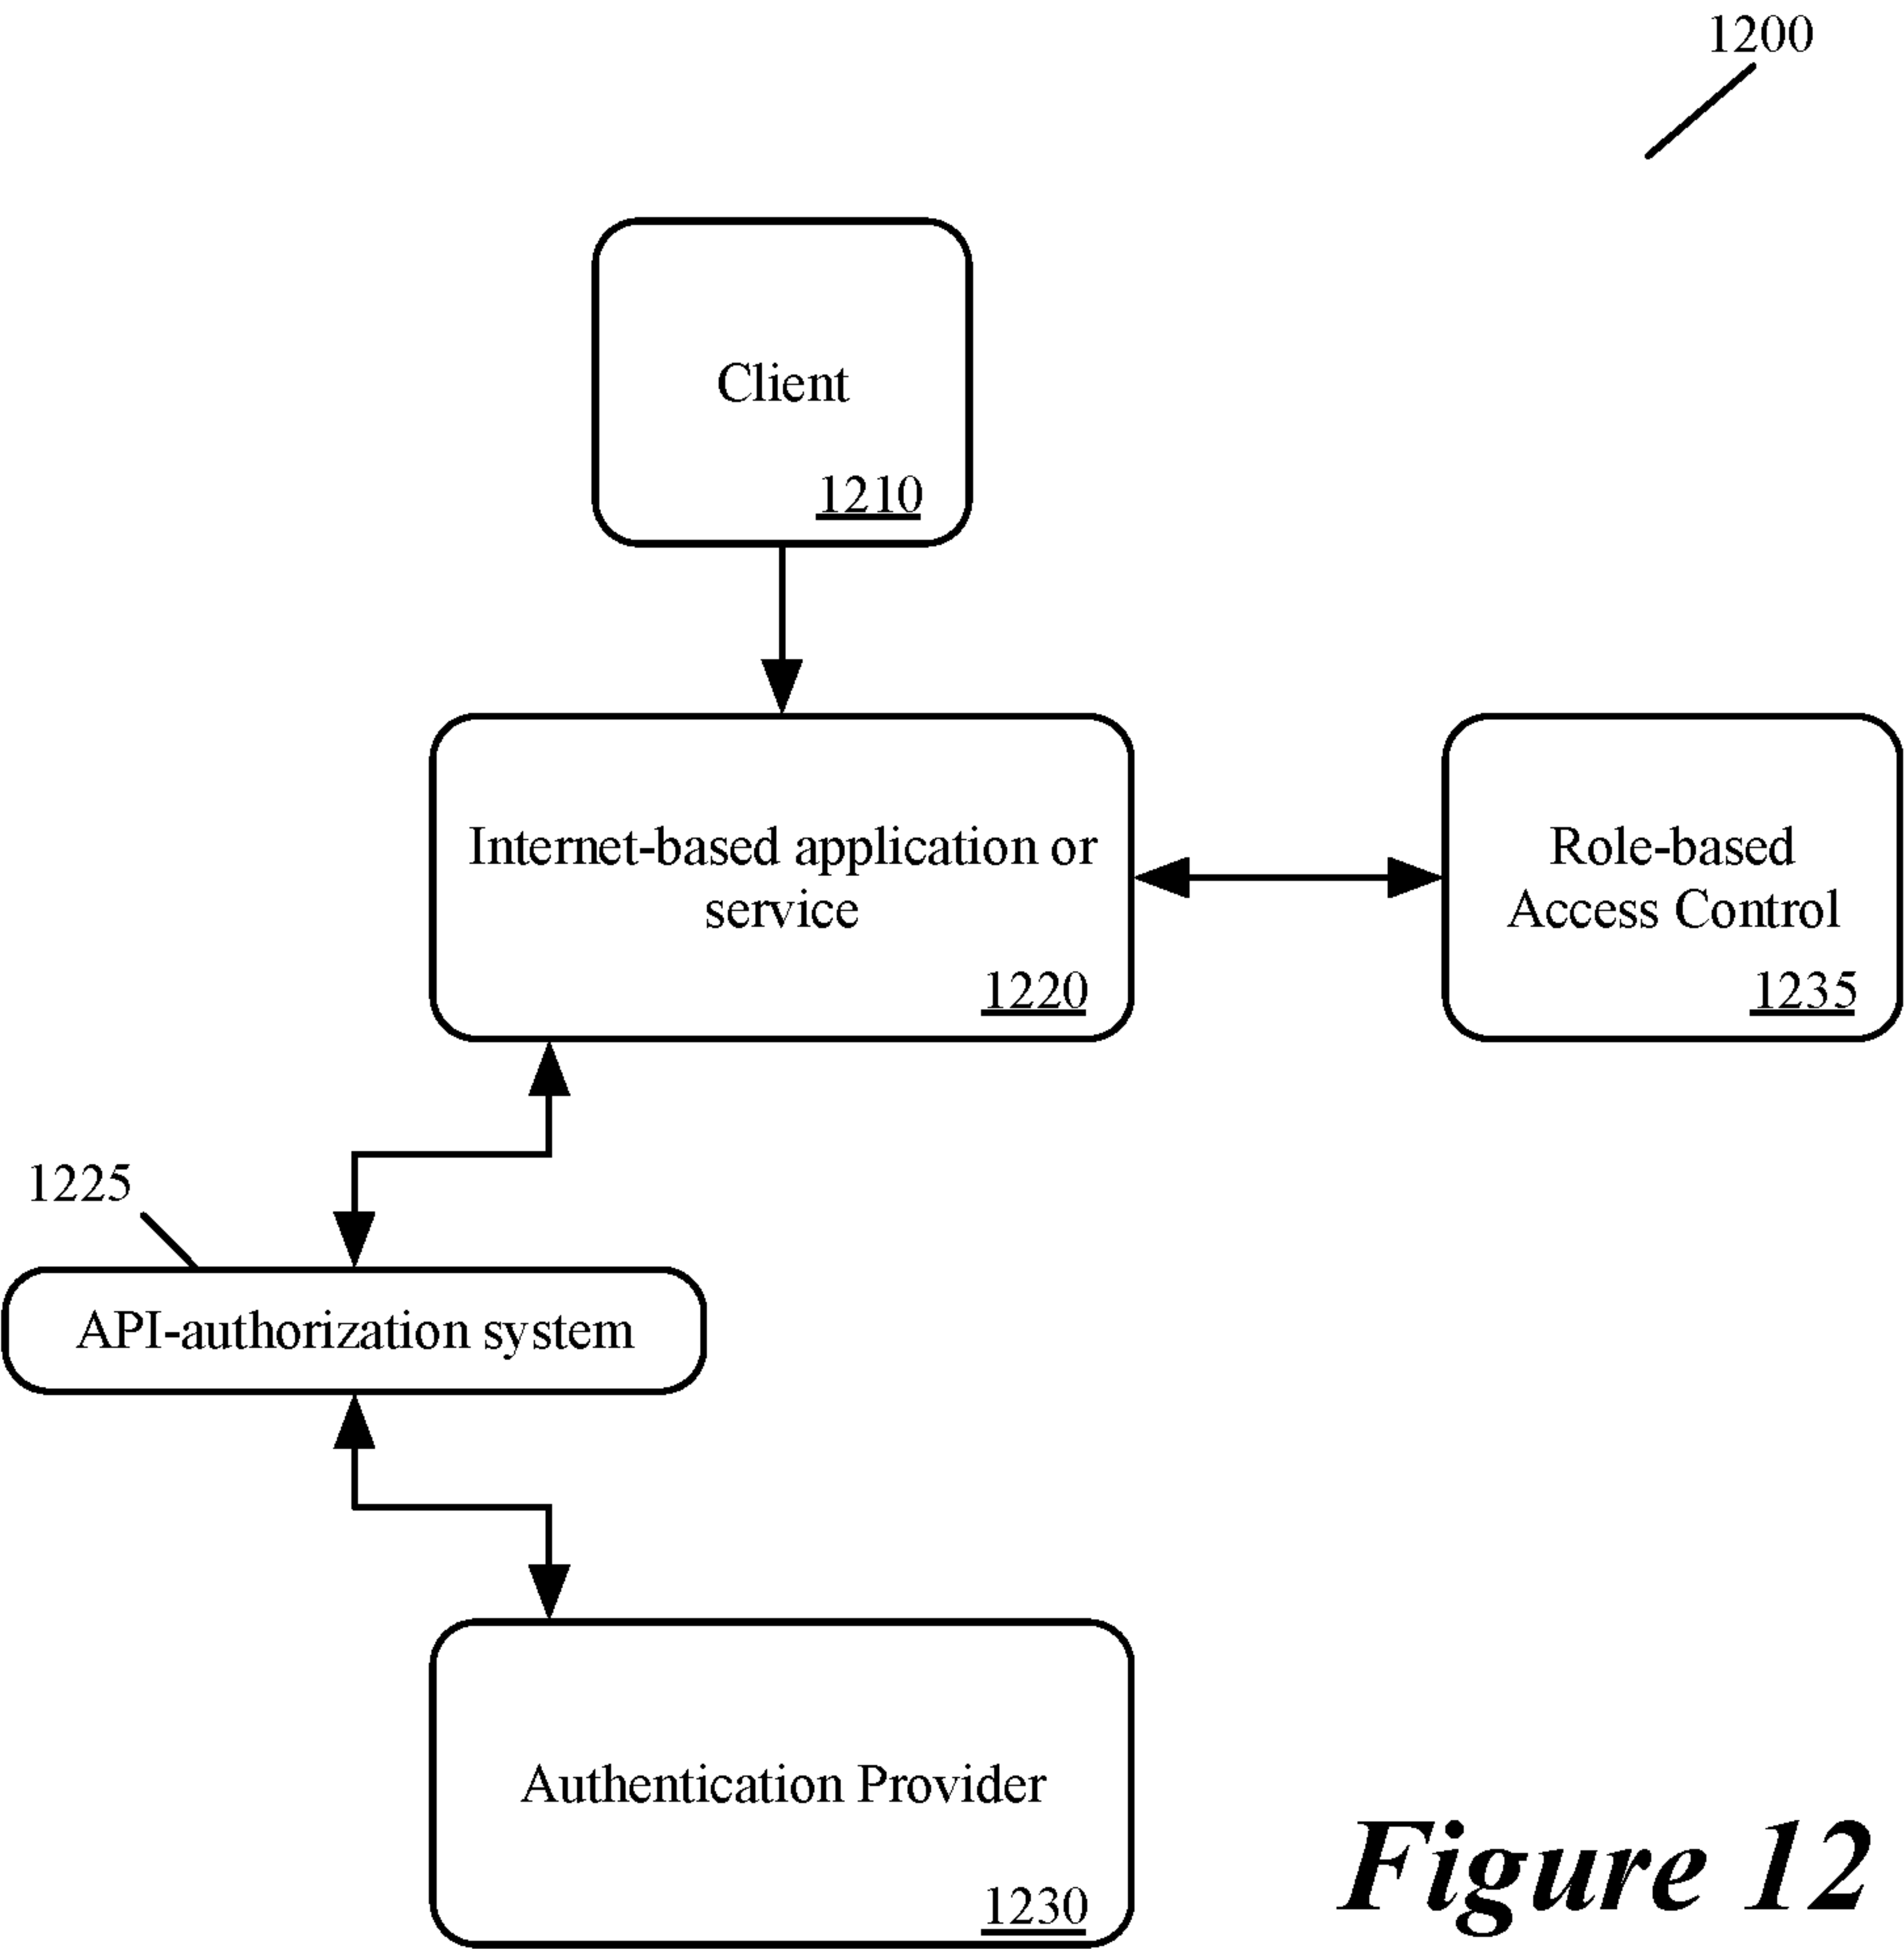 1200
Client
1210
Internet-based application or
service
1220
Role-based
Access Control
1235
1225
API-authorization system
Authentication Provider
1230
Figure 12